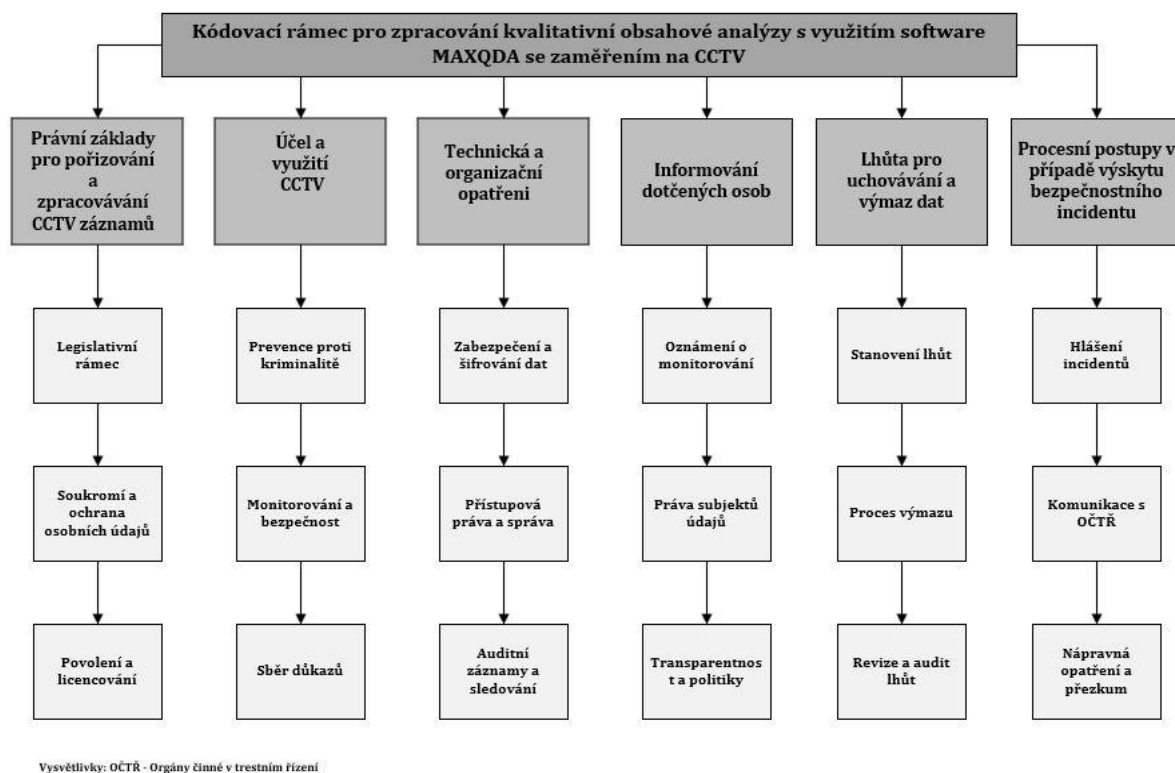 Kódovací rámec pro zpracování kvalitativní obsahové analýzy s využitím software
MAXQDA se zaměřením na CCTV
Právní základy
pro pořizování
a
zpracovávání
CCTV záznamů
Účel a
využití
CCTV
Technická a
organizační
opatřeni
Informování
dotčených osob
Lhůta pro
uchovávání a
výmaz dat
Procesní postupy v
případě výskytu
bezpečnostního
incidentu
Legislativní
rámec
Prevence proti
kriminalitě
Zabezpečení a
šifrování dat
Oznámení o
monitorování
Stanovení lhůt
Hlášení
incidentů
Soukromí a
ochrana
osobních údajů
Monitorování a
bezpečnost
Přístupová
práva a správa
Práva subjektů
údajů
Proces výmazu
Komunikace s
OČTŘ
Povolení a
licencování
Sběr důkazů
Auditní
záznamy a
sledování
Transparentnos
t a politiky
Revize a audit
lhůt
Nápravná
opatření a
přezkum
Vysvětlivky: OČTŘ - Orgány činné v trestním řízení